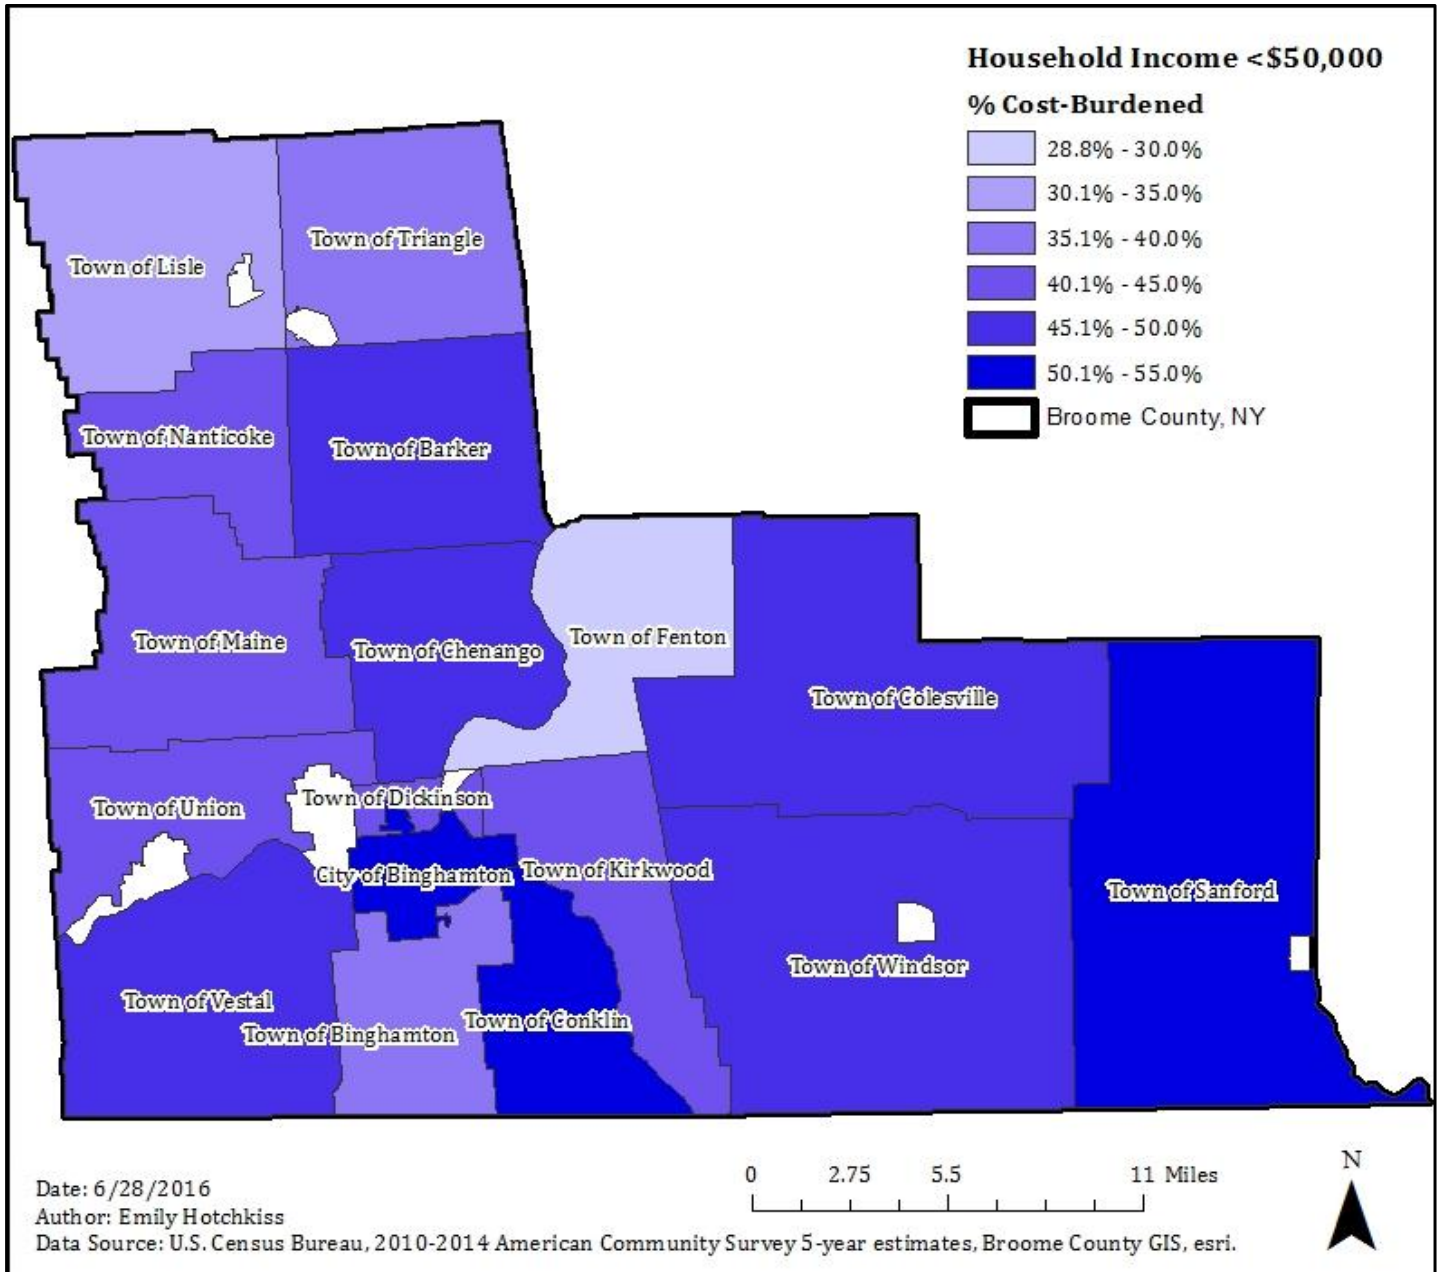 Household Income <$50,000
% Cost-Burdened
28.8% - 30.0%
30.1% - 35.0%
35.1% - 40.0%
40.1% - 45.0%
45.1% - 50.0%
50.1% - 55.0%
Broome County, NY
Town of Triangle
Town of Lisle
Town of Nanticoke
Town of Barker
Town of Fenton
Town of Maine
Town of Chenango
Town of Colesville
Town of Dickinson
Town of Union
City of Binghamton
Town of Kirkwood
Town of Sanford
Town of Windsor
Town of Vestal
Town of Conklin
Town of Binghamton
0 2.75 5.5 11 Miles
N
Date: 6/28/2016
Author: Emily Hotchkiss
Data Source: U.S. Census Bureau, 2010-2014 American Community Survey 5-year estimates, Broome County GIS, esri.